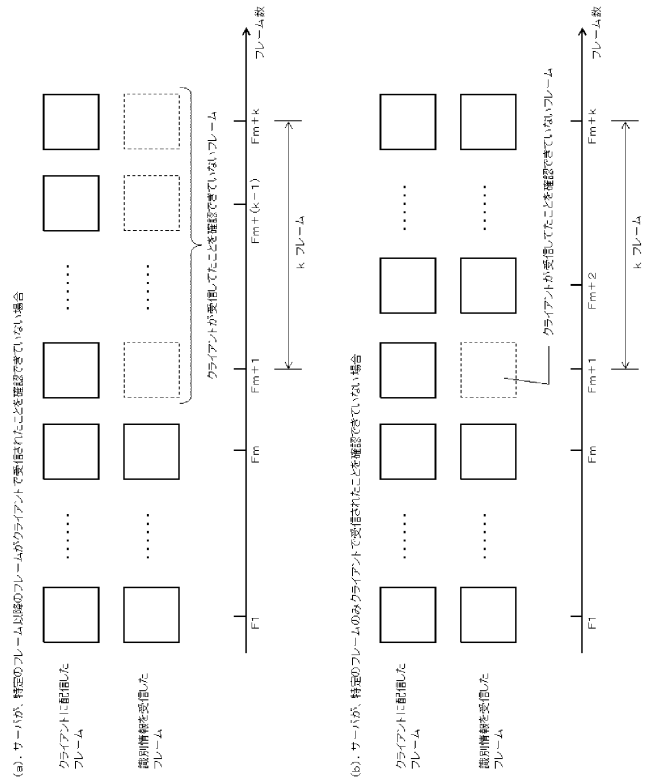 (a). サーバが、特定のフレーム以降のフレームがクライアントで受信されたことを確認できていない場合
クライアントに配信した
フレーム
‥‥‥
‥‥‥
識別情報を受信した
フレーム
‥‥‥
‥‥‥
クライアントが受信してたことを確認できていないフレーム
F1
Fm
Fm+1
Fm+(k-1)
Fm+k
フレーム数
k フレーム
(b). サーバが、特定のフレームのみクライアントで受信されたことを確認できていない場合
クライアントに配信した
フレーム
‥‥‥
‥‥‥
識別情報を受信した
フレーム
‥‥‥
‥‥‥
クライアントが受信してたことを確認できていないフレーム
F1
Fm
Fm+1
Fm+2
Fm+k
フレーム数
k フレーム